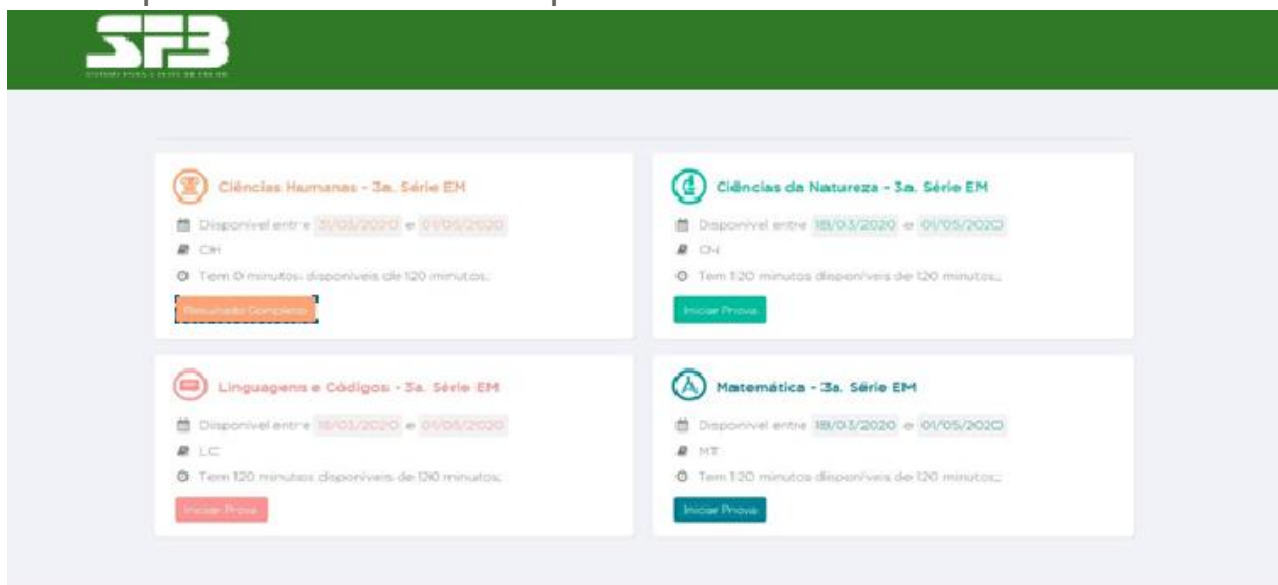 SFB
Ciências Humanas - 3a. Série EM
Disponível entre 31/03/2020 e 01/05/2020
CH
Tem 0 minutos disponíveis de 120 minutos.
Resultado Completo
Ciências da Natureza - 3a. Série EM
Disponível entre 18/03/2020 e 01/05/2020
CN
Tem 120 minutos disponíveis de 120 minutos.
Iniciar Prova
Linguagens e Códigos - 3a. Série EM
Disponível entre 18/03/2020 e 01/05/2020
LC
Tem 120 minutos disponíveis de 120 minutos.
Iniciar Prova
Matemática - 3a. Série EM
Disponível entre 18/03/2020 e 01/05/2020
MT
Tem 120 minutos disponíveis de 120 minutos.
Iniciar Prova